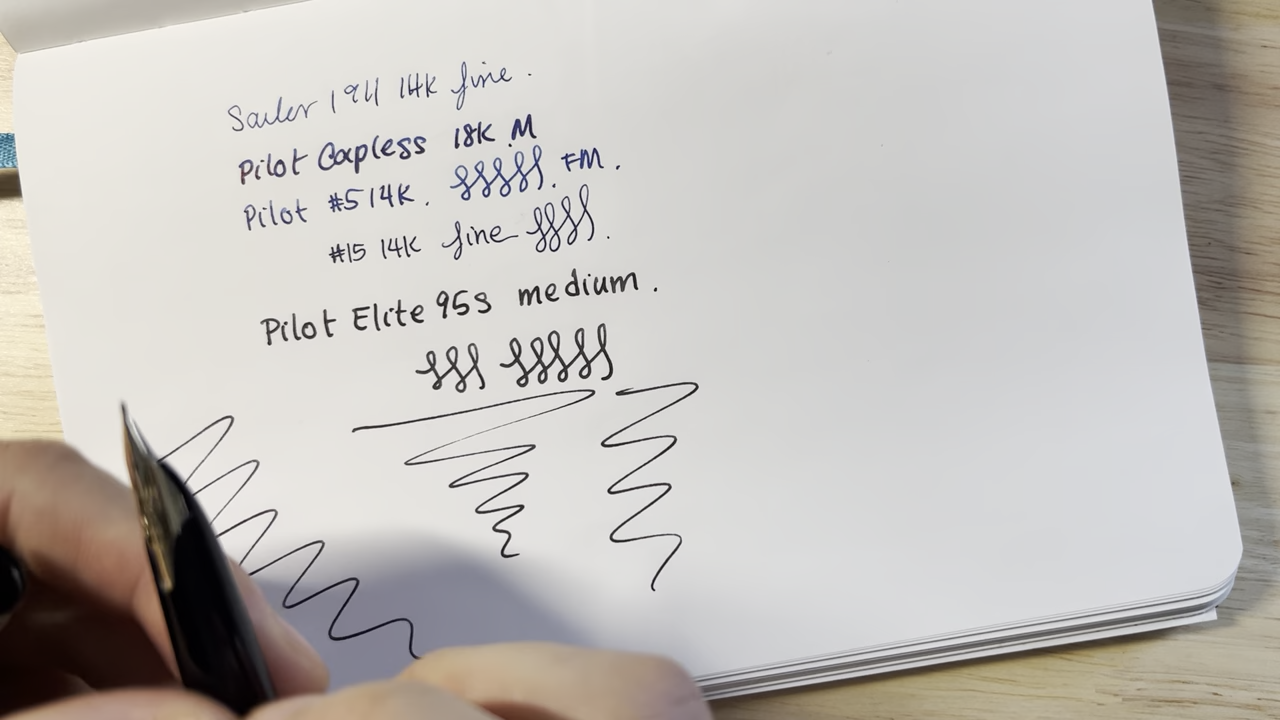 Sailor 1911 14K fine.
Pilot Capless 18K M
Pilot #5 14K. FM.
#15 14K fine
Pilot Elite 95s medium.